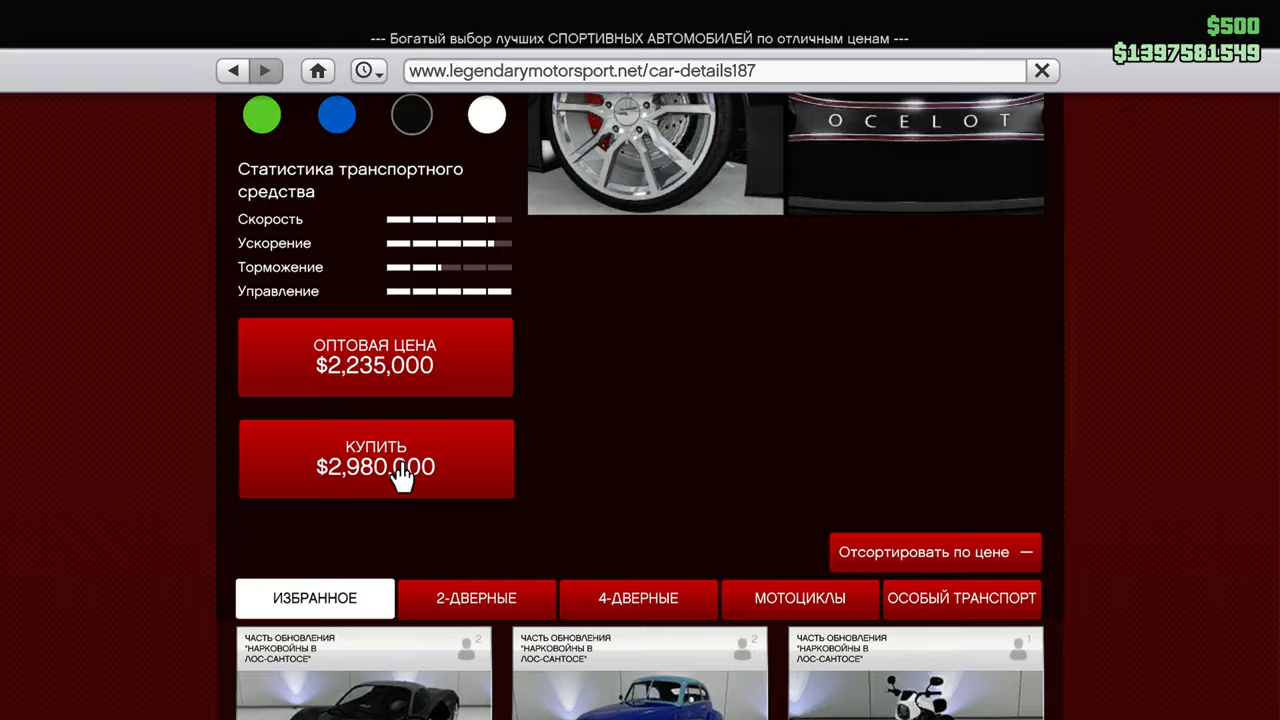 --- Богатый выбор лучших СПОРТИВНЫХ АВТОМОБИЛЕЙ по отличным ценам ---
$500
$1397581549
www.legendarymotorsport.net/car-details187
OCELOT
Статистика транспортного
средства
Скорость
Ускорение
Торможение
Управление
ОПТОВАЯ ЦЕНА
$2,235,000
КУПИТЬ
$2,980,000
Отсортировать по цене —
ИЗБРАННОЕ
2-ДВЕРНЫЕ
4-ДВЕРНЫЕ
МОТОЦИКЛЫ
ОСОБЫЙ ТРАНСПОРТ
ЧАСТЬ ОБНОВЛЕНИЯ
"НАРКОВОЙНЫ В
ЛОС-САНТОСЕ"
2
ЧАСТЬ ОБНОВЛЕНИЯ
"НАРКОВОЙНЫ В
ЛОС-САНТОСЕ"
2
ЧАСТЬ ОБНОВЛЕНИЯ
"НАРКОВОЙНЫ В
ЛОС-САНТОСЕ"
1